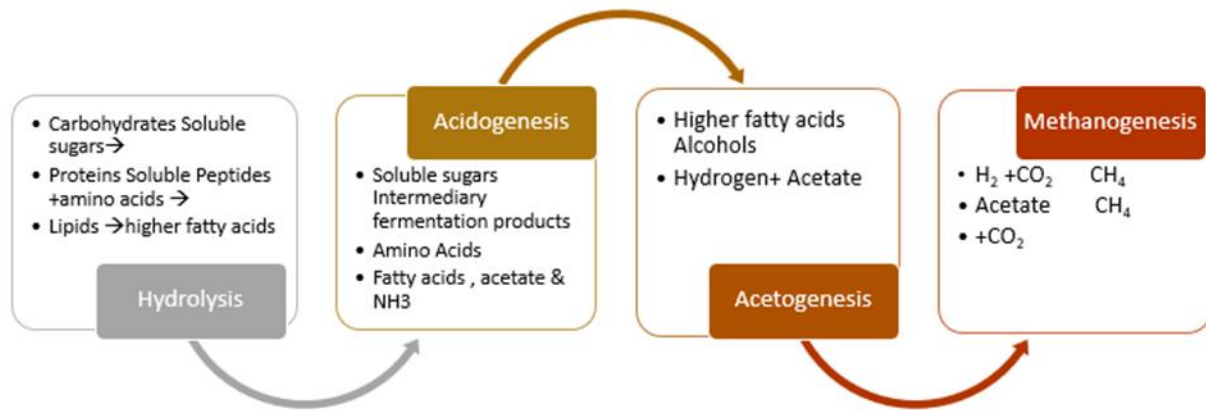 • Carbohydrates Soluble
sugars→
• Proteins Soluble Peptides
+amino acids →
• Lipids →higher fatty acids
Hydrolysis
Acidogenesis
• Soluble sugars
Intermediary
fermentation products
• Amino Acids
• Fatty acids , acetate &
NH3
• Higher fatty acids
Alcohols
• Hydrogen+ Acetate
Acetogenesis
Methanogenesis
• H₂ +CO₂ CH₄
• Acetate CH₄
• +CO₂